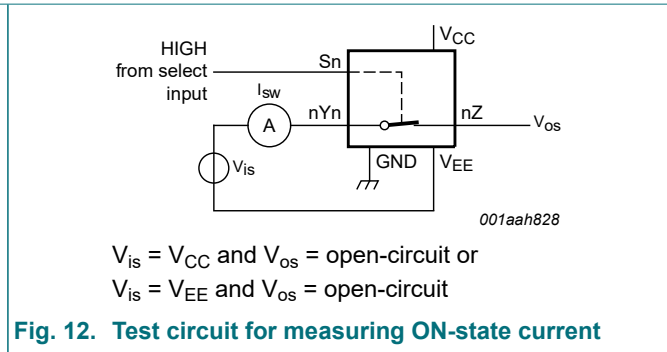 VCC
HIGH
from select
input
Sn
Isw
A
nYn
nZ
Vos
Vis
GND
VEE
001aah828
Vis = VCC and Vos = open-circuit or
Vis = VEE and Vos = open-circuit
Fig. 12. Test circuit for measuring ON-state current